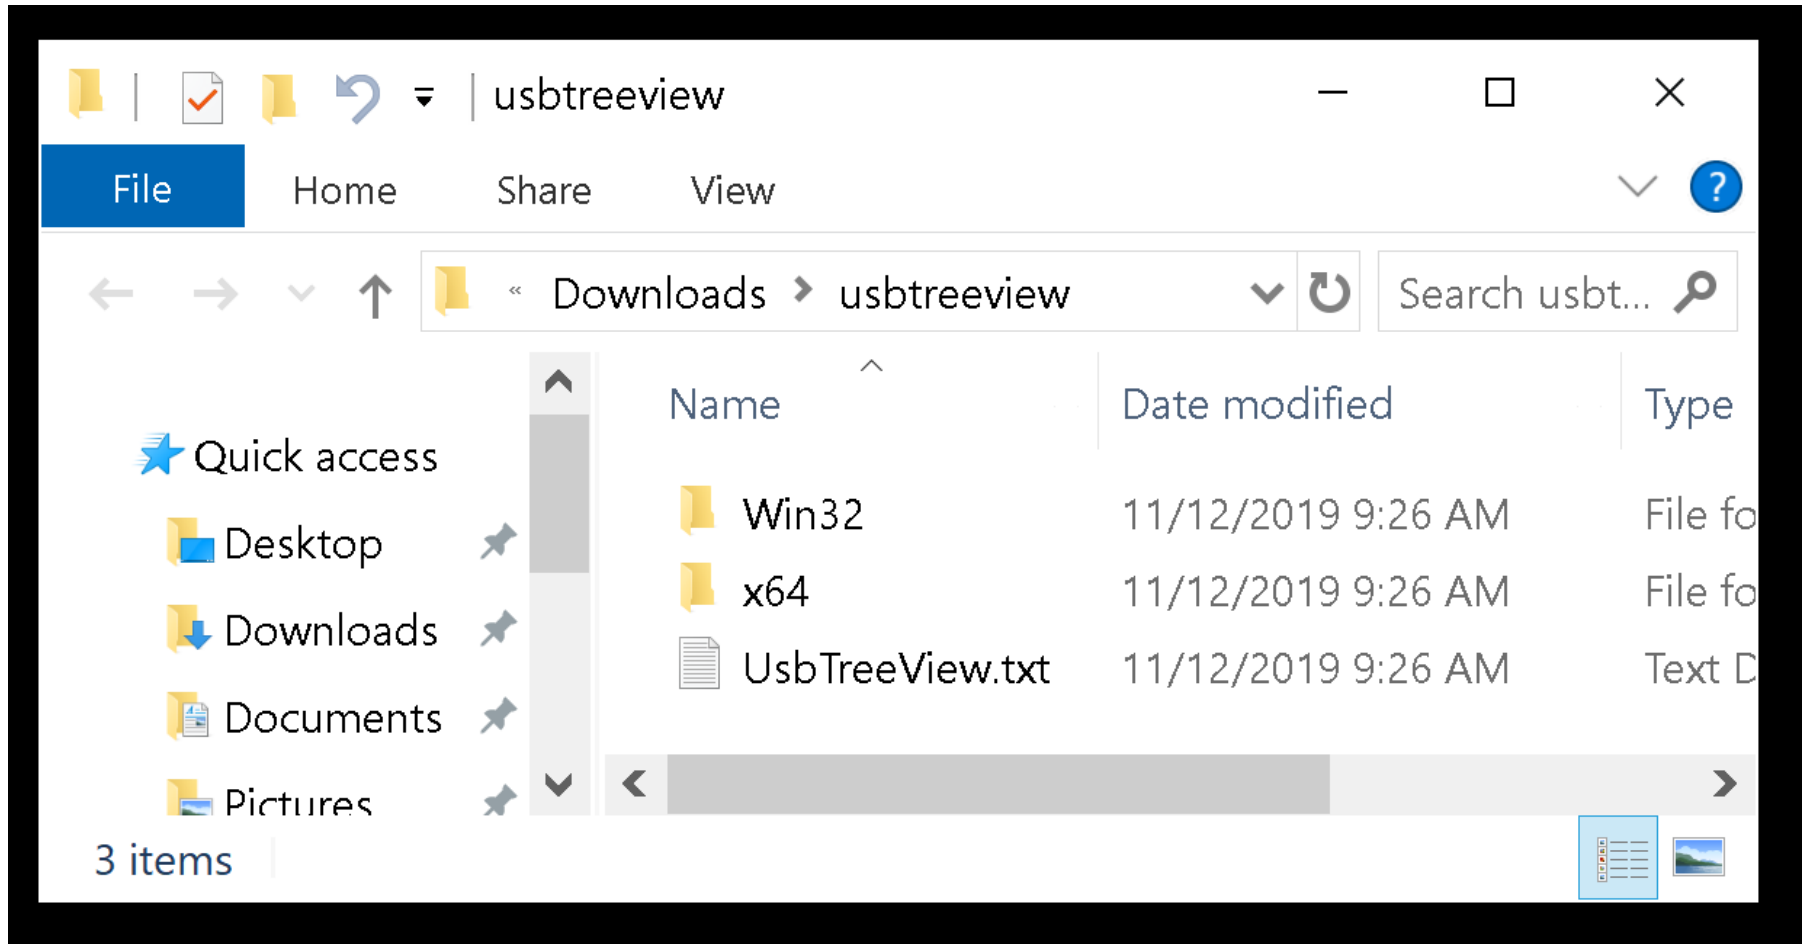 usbtreeview
File Home Share View ?
« Downloads > usbtreeview Search usbt...
Name Date modified Type
Quick access
Desktop
Downloads
Documents
Pictures
Win32 11/12/2019 9:26 AM File fo
x64 11/12/2019 9:26 AM File fo
UsbTreeView.txt 11/12/2019 9:26 AM Text D
3 items